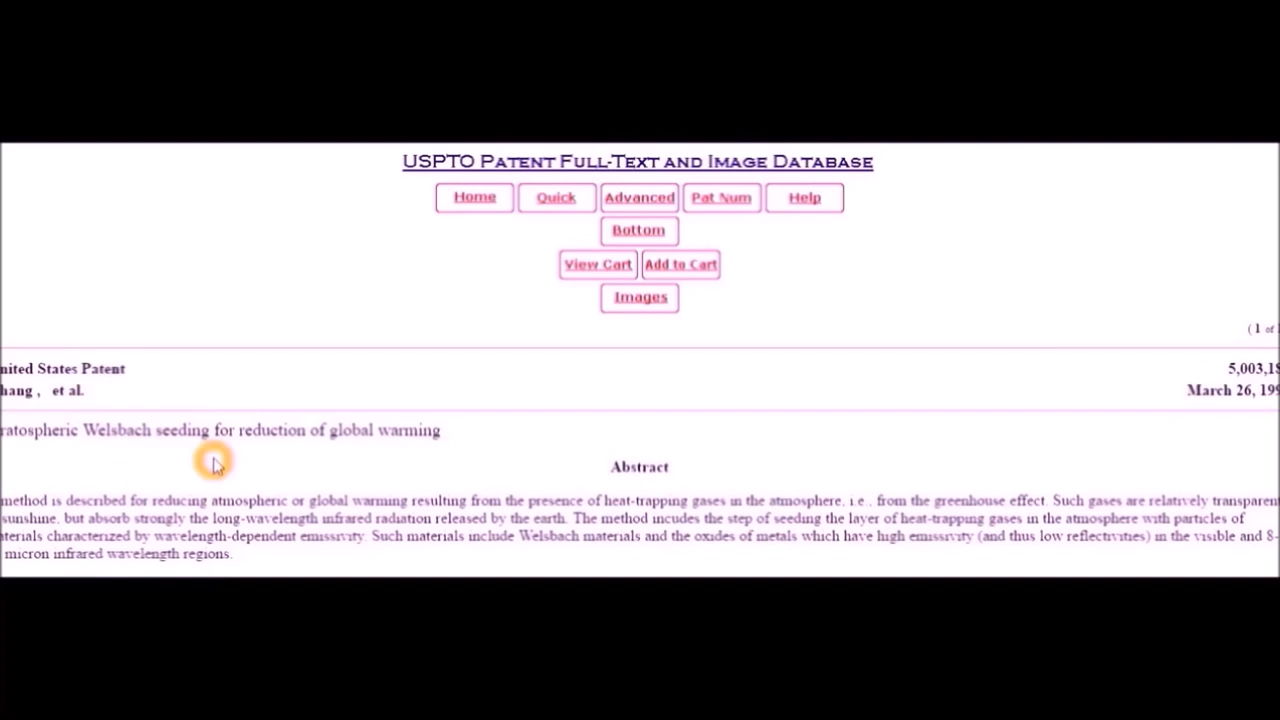 USPTO PATENT FULL-TEXT AND IMAGE DATABASE
Home Quick Advanced Pat Num Help
Bottom
View Cart Add to Cart
Images
(1 of
nited States Patent 5,003,18
hang , et al. March 26, 199
ratospheric Welsbach seeding for reduction of global warming
Abstract
method is described for reducing atmospheric or global warming resulting from the presence of heat-trapping gases in the atmosphere, i.e., from the greenhouse effect. Such gases are relatively transparent
sunshine, but absorb strongly the long-wavelength infrared radiation released by the earth. The method incudes the step of seeding the layer of heat-trapping gases in the atmosphere with particles of
terials characterized by wavelength-dependent emissivity. Such materials include Welsbach materials and the oxides of metals which have high emissivity (and thus low reflectivities) in the visible and 8-
micron infrared wavelength regions.